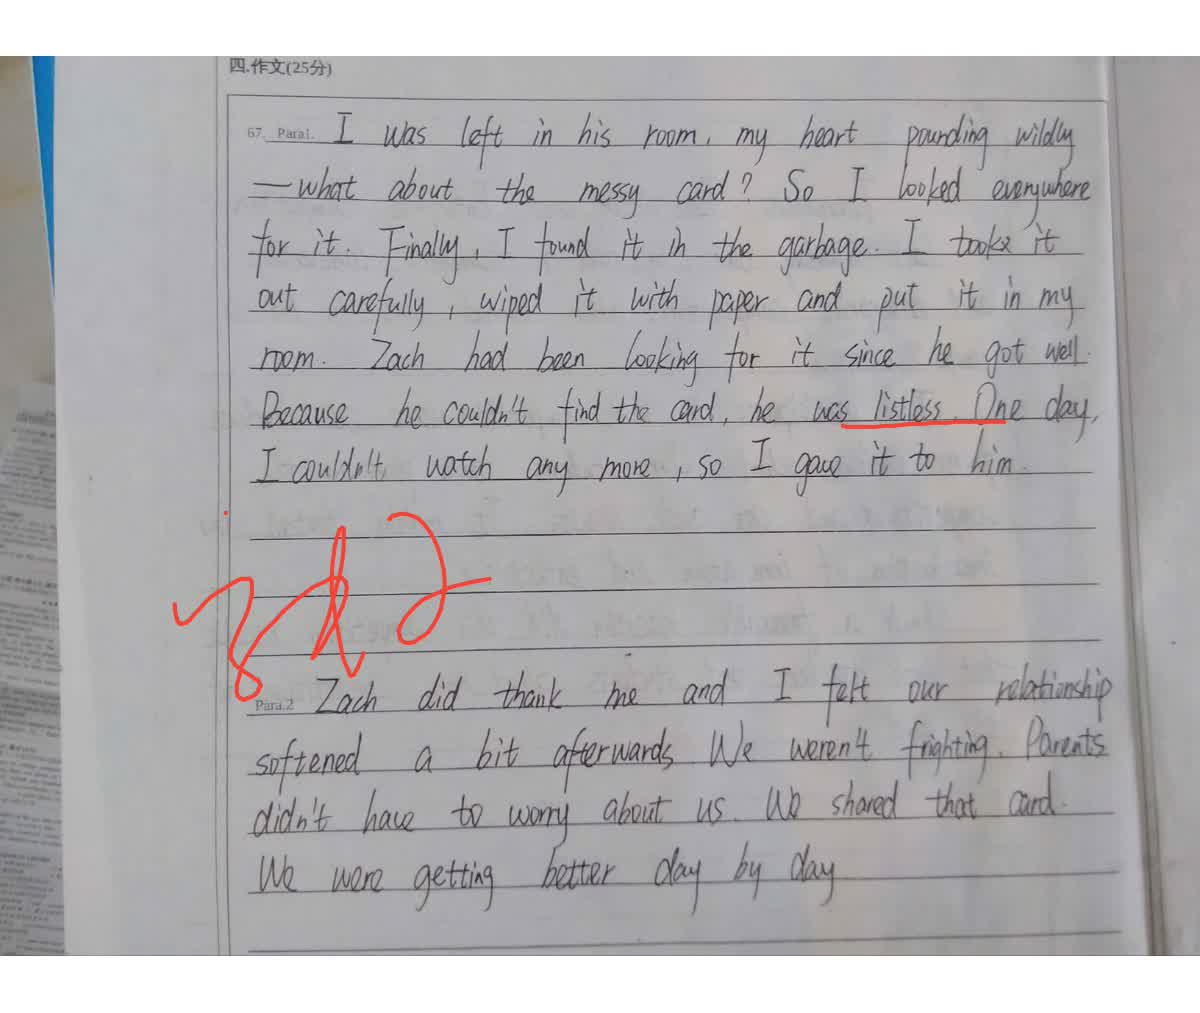 四.作文(25分)
67. Para1. I was left in his room, my heart pounding wildly
—what about the messy card? So I looked everywhere
for it. Finally, I found it in the garbage. I took it
out carefully, wiped it with paper and put it in my
room. Zach had been looking for it since he got well.
Because he couldn't find the card, he was listless. One day,
I couldn't watch any more, so I gave it to him.
Para.2 Zach did thank me and I felt our relationship
softened a bit afterwards. We weren't frighting. Parents
didn't have to worry about us. We shared that card.
We were getting better day by day